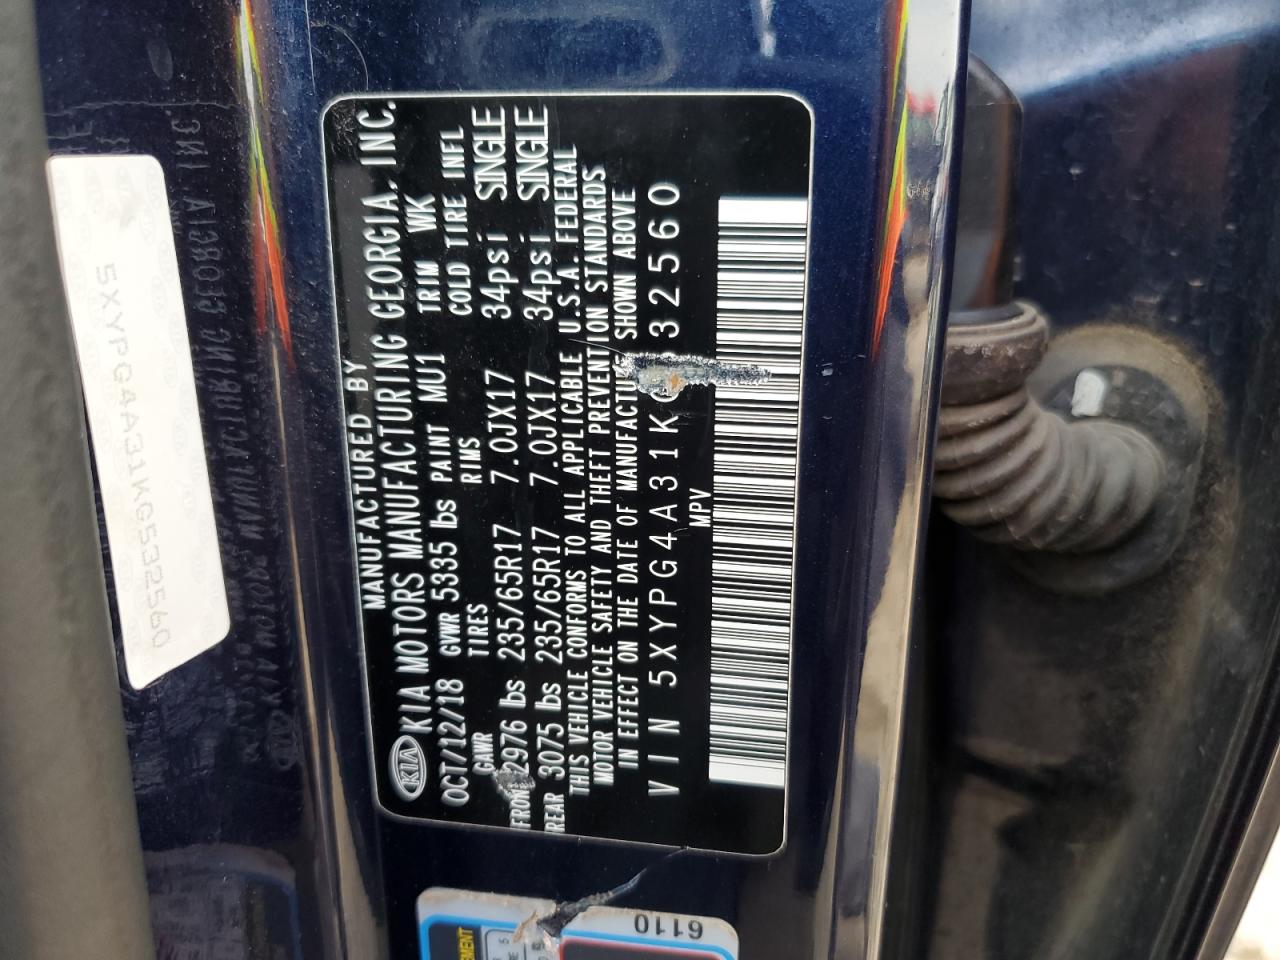 MANUFACTURED BY
KIA KIA MOTORS MANUFACTURING GEORGIA, INC.
OCT/12/18 GVWR 5335 lbs PAINT MU1 TRIM WK
GAWR TIRES RIMS COLD TIRE INFL
FRONT 2976 lbs 235/65R17 7.0JX17 34psi SINGLE
REAR 3075 lbs 235/65R17 7.0JX17 34psi SINGLE
THIS VEHICLE CONFORMS TO ALL APPLICABLE U.S.A. FEDERAL
MOTOR VEHICLE SAFETY AND THEFT PREVENTION STANDARDS
IN EFFECT ON THE DATE OF MANUFACTURE SHOWN ABOVE
VIN 5XYPG4A31KG532560
MPV
5XYPG4A31KG532560
6110